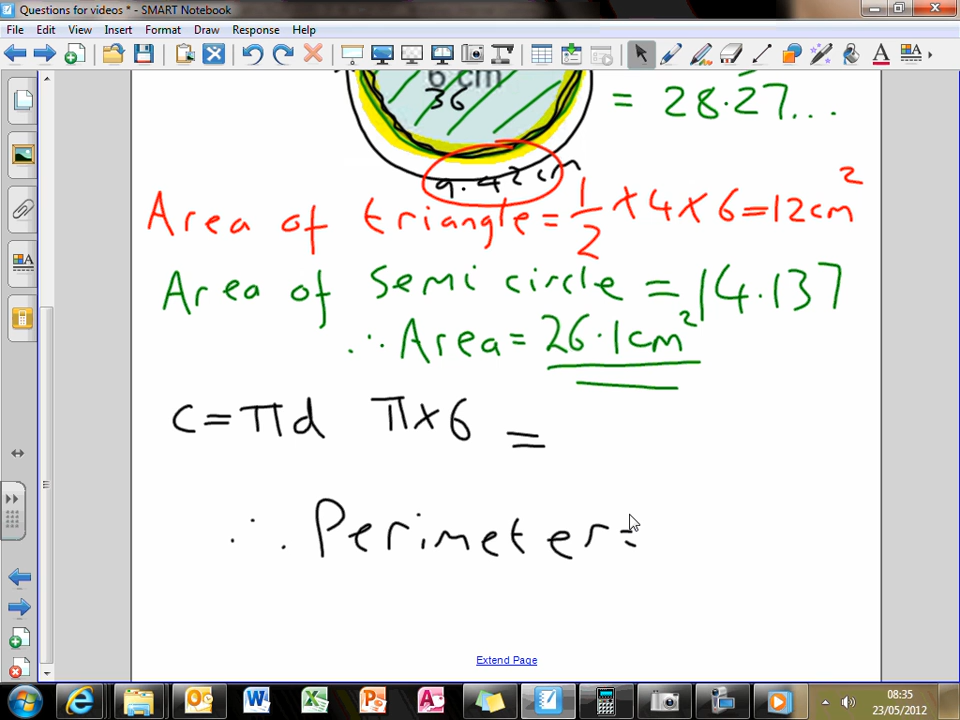 Questions for videos * - SMART Notebook
File Edit View Insert Format Draw Response Help
6 cm
36
= 28.27...
9.42cm
Area of triangle = 1/2 × 4 × 6 = 12cm²
Area of semi circle = 14.137
∴ Area = 26.1cm²
c = πd π×6 =
∴ Perimeter =
Extend Page
08:35
23/05/2012